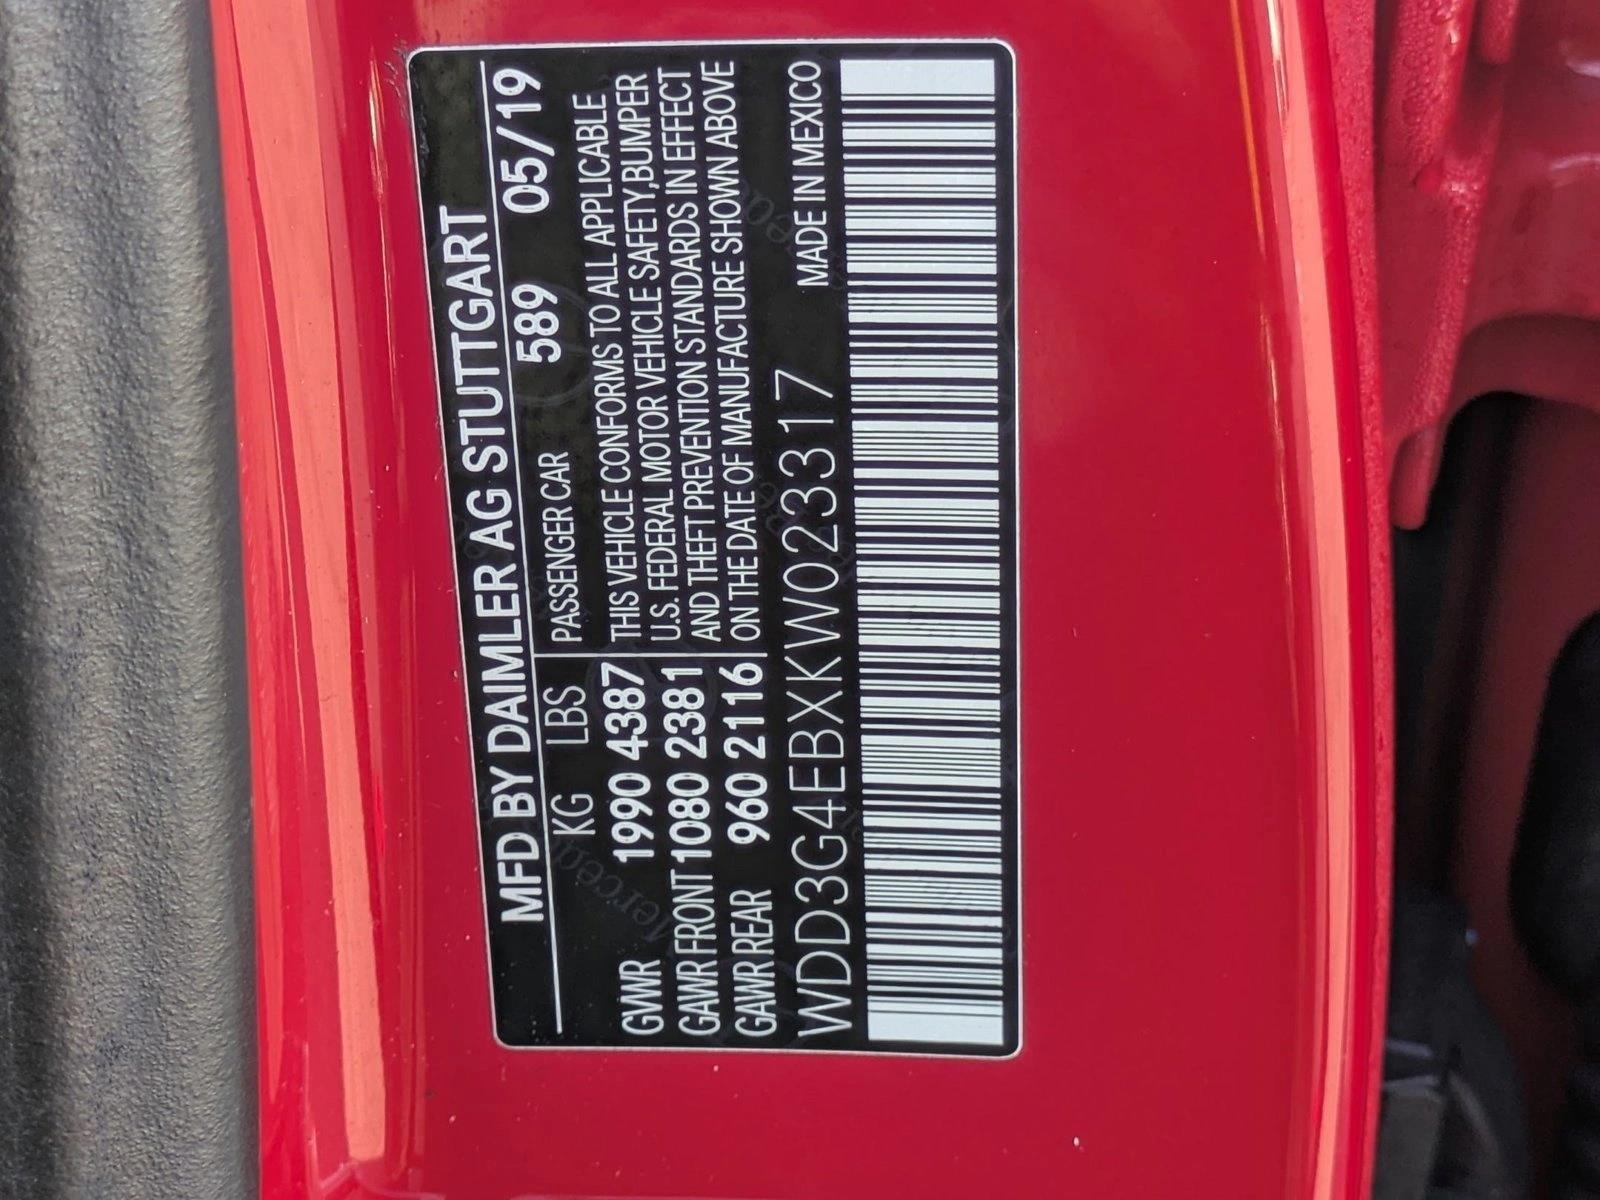 MFD BY DAIMLER AG STUTTGART
KG LBS 589 05/19
PASSENGER CAR
GVWR 1990 4387 THIS VEHICLE CONFORMS TO ALL APPLICABLE
U.S. FEDERAL MOTOR VEHICLE SAFETY,BUMPER
GAWR FRONT 1080 2381 AND THEFT PREVENTION STANDARDS IN EFFECT
GAWR REAR 960 2116 ON THE DATE OF MANUFACTURE SHOWN ABOVE
WDD3G4EBXKW023317 MADE IN MEXICO